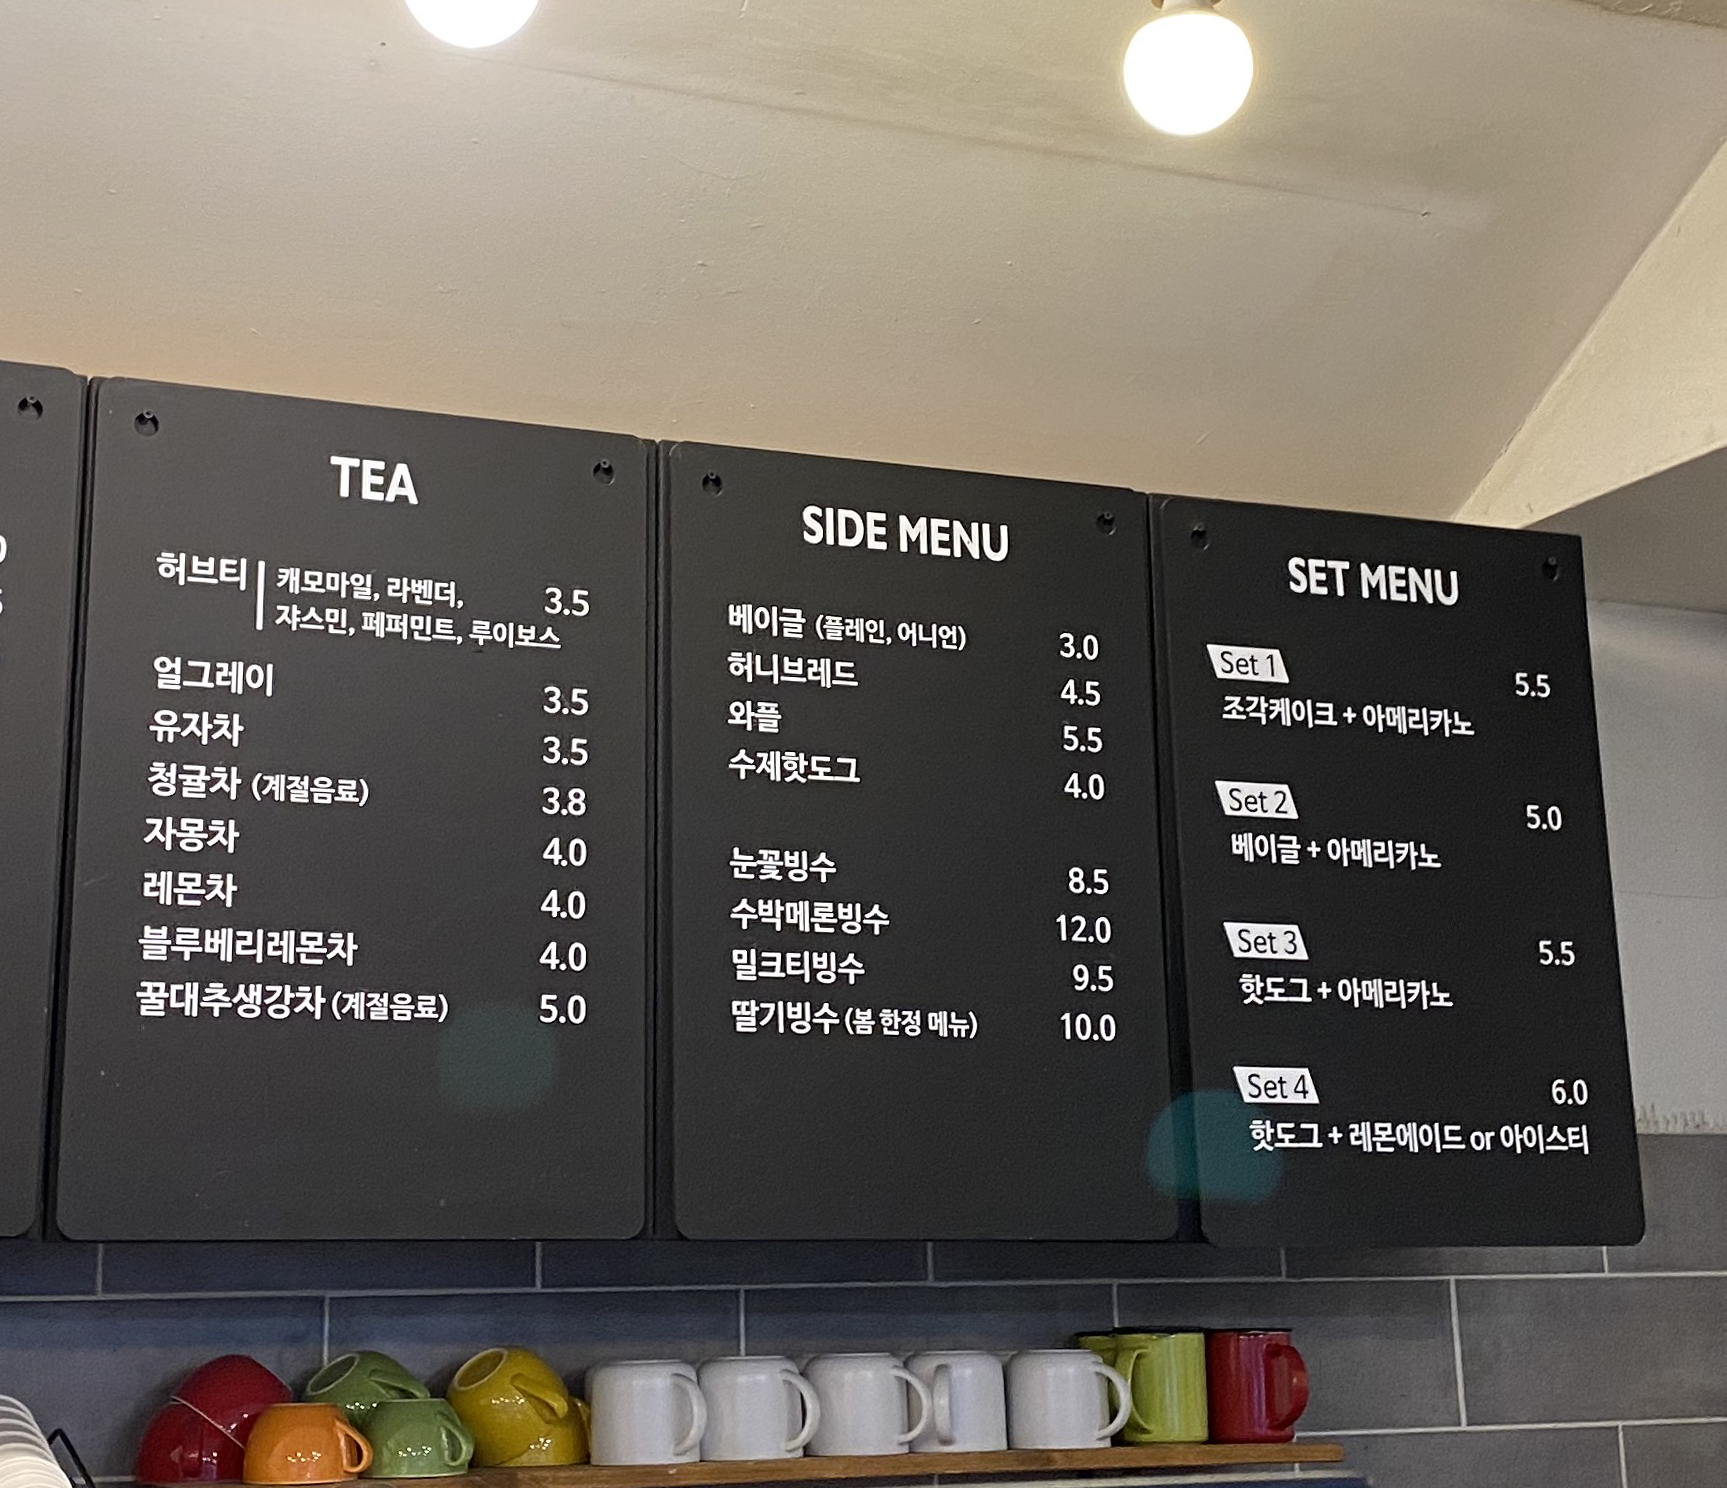 TEA
허브티 캐모마일, 라벤더, 3.5
쟈스민, 페퍼민트, 루이보스
얼그레이 3.5
유자차 3.5
청귤차 (계절음료) 3.8
자몽차 4.0
레몬차 4.0
블루베리레몬차 4.0
꿀대추생강차 (계절음료) 5.0
SIDE MENU
베이글 (플레인, 어니언) 3.0
허니브레드 4.5
와플 5.5
수제핫도그 4.0
눈꽃빙수 8.5
수박메론빙수 12.0
밀크티빙수 9.5
딸기빙수 (봄 한정 메뉴) 10.0
SET MENU
Set 1 5.5
조각케이크 + 아메리카노
Set 2 5.0
베이글 + 아메리카노
Set 3 5.5
핫도그 + 아메리카노
Set 4 6.0
핫도그 + 레몬에이드 or 아이스티